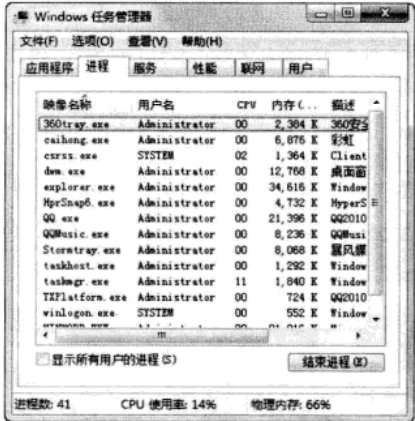 Windows 任务管理器
文件(F) 选项(O) 查看(V) 帮助(H)
应用程序 进程 服务 性能 联网 用户
映像名称 用户名 CPU 内存(... 描述
360tray.exe Administrator 00 2,384 K 360安全
caihong.exe Administrator 00 6,876 K 彩虹
csrss.exe SYSTEM 02 1,364 K Client
dwm.exe Administrator 00 12,768 K 桌面窗
explorer.exe Administrator 00 34,616 K Window
HprSnap6.exe Administrator 00 4,732 K HyperS
QQ.exe Administrator 00 21,396 K QQ2010
QQMusic.exe Administrator 00 8,236 K QQMusi
Stormtray.exe Administrator 00 8,068 K 暴风
taskhost.exe Administrator 00 1,292 K Window
taskmgr.exe Administrator 11 1,840 K Window
TXPlatform.exe Administrator 00 724 K QQ2010
winlogon.exe SYSTEM 00 552 K Window
显示所有用户的进程(S) 结束进程(E)
进程数: 41 CPU 使用率: 14% 物理内存: 66%